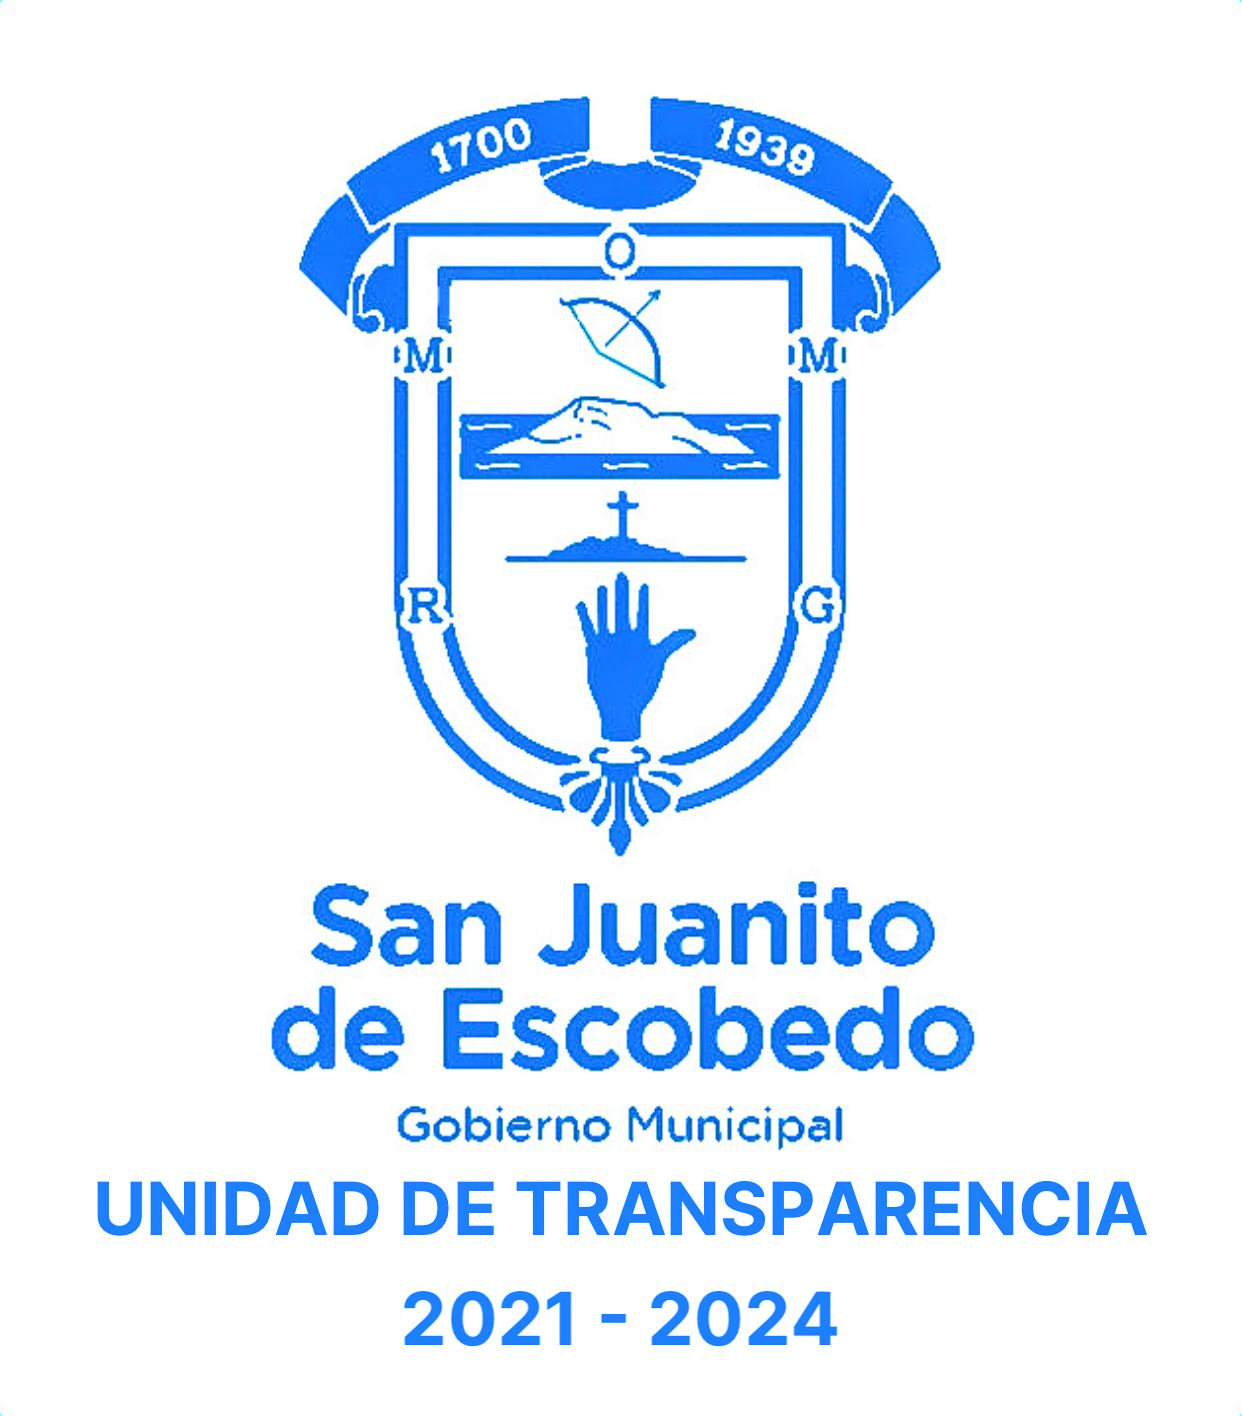 1700 1939
O
M M
R G
San Juanito
de Escobedo
Gobierno Municipal
UNIDAD DE TRANSPARENCIA
2021 - 2024